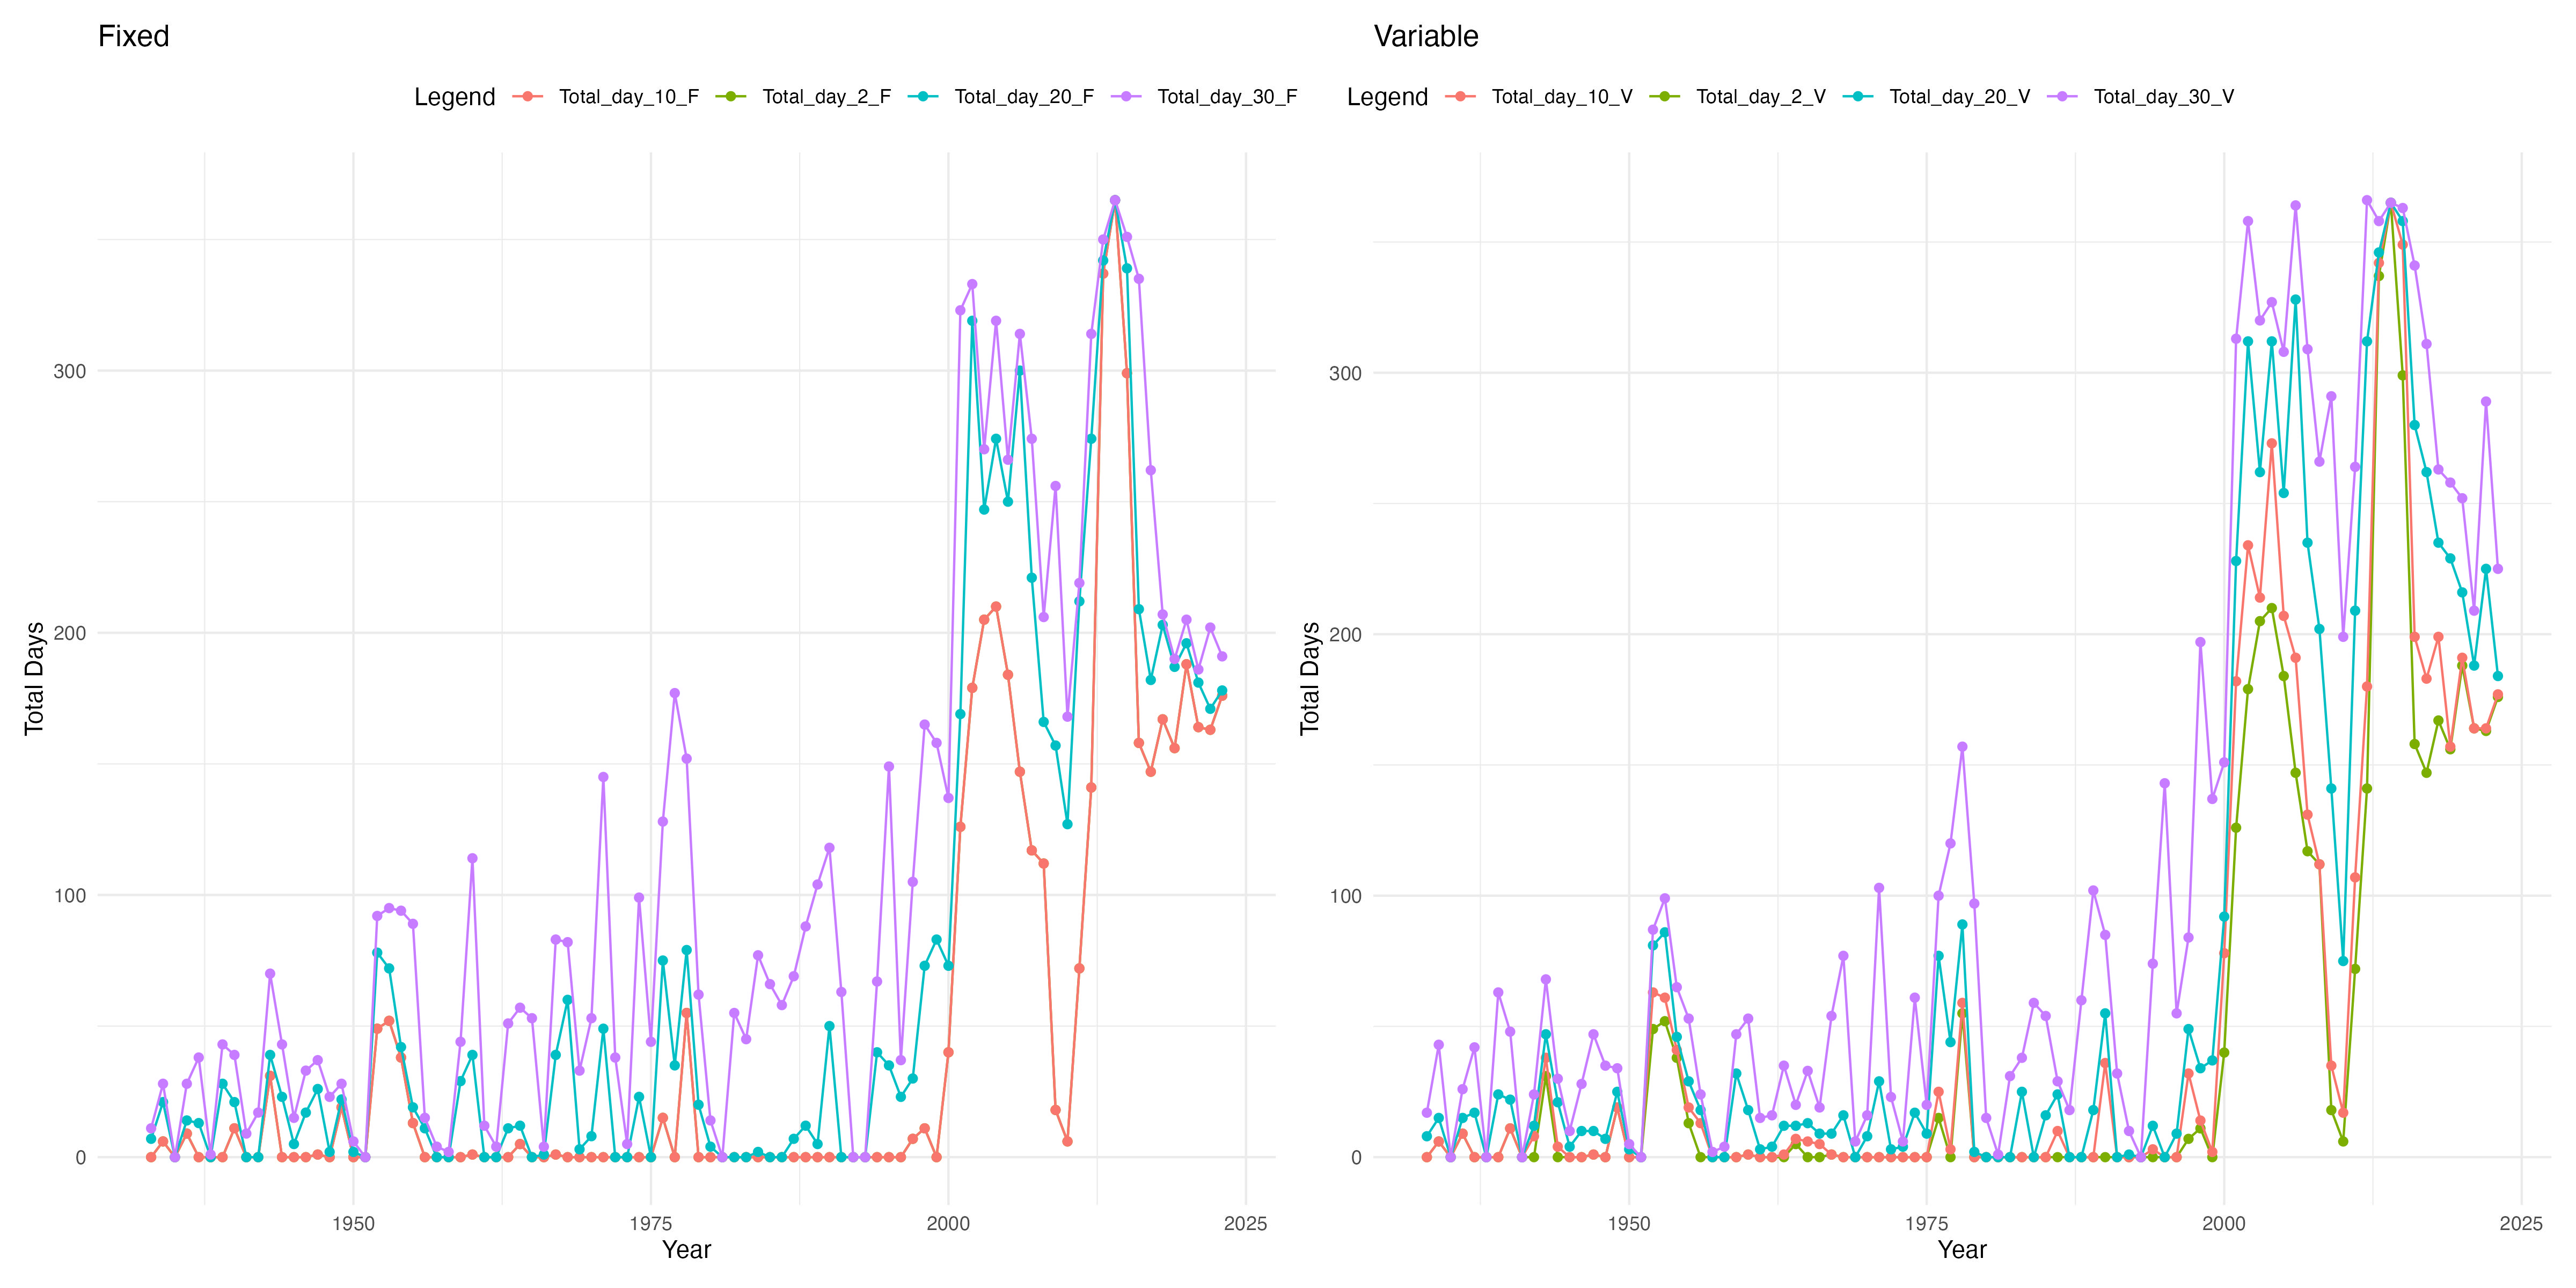 Fixed
Legend Total_day_10_F Total_day_2_F Total_day_20_F Total_day_30_F
Total Days
300
200
100
0
1950 1975 2000 2025
Year
Variable
Legend Total_day_10_V Total_day_2_V Total_day_20_V Total_day_30_V
Total Days
300
200
100
0
1950 1975 2000 2025
Year